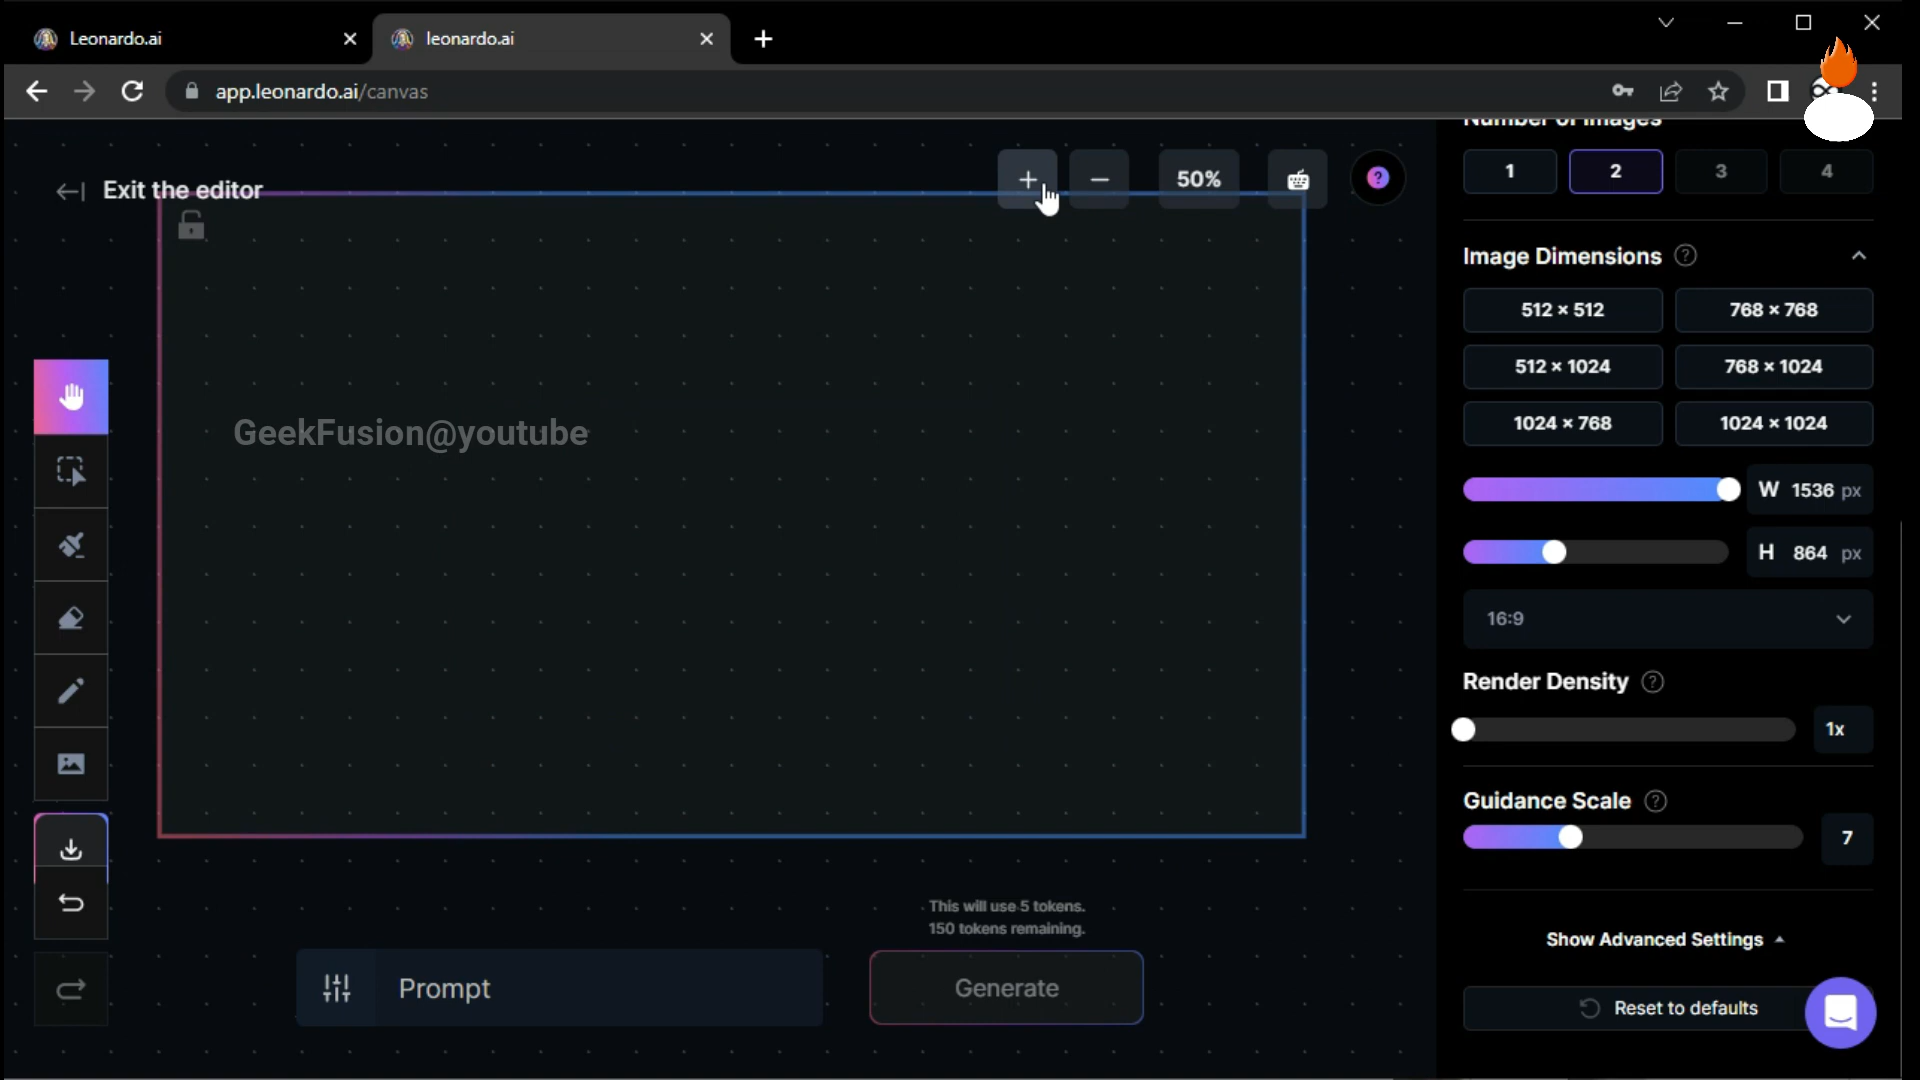 Leonardo.ai
leonardo.ai
app.leonardo.ai/canvas
Exit the editor
50%
?
GeekFusion@youtube
This will use 5 tokens.
150 tokens remaining.
Prompt
Generate
Number of Images
1 2 3 4
Image Dimensions ?
512 × 512 768 × 768
512 × 1024 768 × 1024
1024 × 768 1024 × 1024
W 1536 px
H 864 px
16:9
Render Density ?
1x
Guidance Scale ?
7
Show Advanced Settings
Reset to defaults